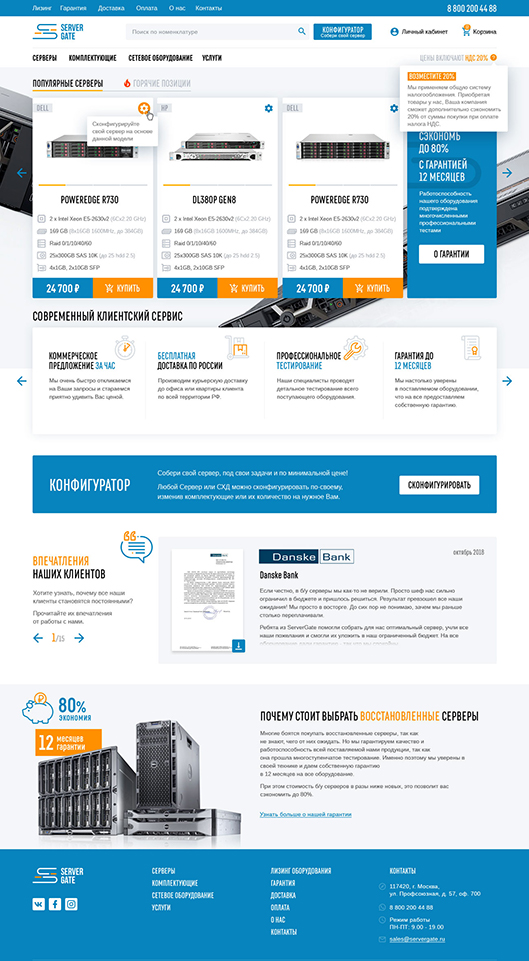 Лизинг Гарантия Доставка Оплата О нас Контакты 8 800 200 44 88
SERVER
GATE
Поиск по номенклатуре
КОНФИГУРАТОР
Собери свой сервер
Личный кабинет
Корзина
СЕРВЕРЫ КОМПЛЕКТУЮЩИЕ СЕТЕВОЕ ОБОРУДОВАНИЕ УСЛУГИ
ЦЕНЫ ВКЛЮЧАЮТ НДС 20% ?
ВОЗМЕСТИТЕ 20%
Мы применяем общую систему
налогообложения. Приобретая
товары у нас, Ваша компания
сможет дополнительно сэкономить
20% от суммы покупки при оплате
налога НДС.
ПОПУЛЯРНЫЕ СЕРВЕРЫ ГОРЯЧИЕ ПОЗИЦИИ
DELL
Сконфигурируйте
свой сервер на основе
данной модели
POWEREDGE R730
2 x Intel Xeon E5-2630v2 (6Cx2.20 GHz)
169 GB (8x16GB 1600MHz, до 384GB)
Raid 0/1/10/40/60
25x300GB SAS 10K (до 25 hdd 2.5)
4x1GB, 2x10GB SFP
24 700 ₽ КУПИТЬ
HP
DL380P GEN8
2 x Intel Xeon E5-2630v2 (6Cx2.20 GHz)
169 GB (8x16GB 1600MHz, до 384GB)
Raid 0/1/10/40/60
25x300GB SAS 10K (до 25 hdd 2.5)
4x1GB, 2x10GB SFP
24 700 ₽ КУПИТЬ
DELL
POWEREDGE R730
2 x Intel Xeon E5-2630v2 (6Cx2.20 GHz)
169 GB (8x16GB 1600MHz, до 384GB)
Raid 0/1/10/40/60
25x300GB SAS 10K (до 25 hdd 2.5)
4x1GB, 2x10GB SFP
24 700 ₽ КУПИТЬ
СЭКОНОМЬ
ДО 80%
С ГАРАНТИЕЙ
12 МЕСЯЦЕВ
Работоспособность
нашего оборудования
подтверждена
многочисленными
профессиональными
тестами
О ГАРАНТИИ
СОВРЕМЕННЫЙ КЛИЕНТСКИЙ СЕРВИС
КОММЕРЧЕСКОЕ
ПРЕДЛОЖЕНИЕ ЗА ЧАС
Мы очень быстро откликаемся
на Ваши запросы и стараемся
приятно удивить Вас ценой.
БЕСПЛАТНАЯ
ДОСТАВКА ПО РОССИИ
Производим курьерскую доставку
до офиса или квартиры клиента
по всей территории РФ.
ПРОФЕССИОНАЛЬНОЕ
ТЕСТИРОВАНИЕ
Наши специалисты проводят
детальное тестирование всего
поступающего оборудования.
ГАРАНТИЯ ДО
12 МЕСЯЦЕВ
Мы настолько уверены
в поставляемом оборудовании,
что на все предоставляем
собственную гарантию.
КОНФИГУРАТОР
Собери свой сервер, под свои задачи и по минимальной цене!
Любой Сервер или СХД можно сконфигурировать по-своему,
изменив комплектующие или их количество на нужное Вам.
СКОНФИГУРИРОВАТЬ
ВПЕЧАТЛЕНИЯ
НАШИХ КЛИЕНТОВ
Хотите узнать, почему все наши
клиенты становятся постоянными?
Прочитайте их впечатления
от работы с нами.
1/15
Danske Bank
октябрь 2018
Danske Bank
Если честно, в б/у серверы мы как-то не верили. Просто шеф нас сильно
ограничил в бюджете и пришлось решиться. Результат превзошел все наши
ожидания! Мы просто в восторге. До сих пор не понимаю, зачем мы раньше
столько переплачивали.
Ребята из ServerGate помогли собрать для нас оптимальный сервер, учли все
наши пожелания и смогли их уложить в наш ограниченный бюджет. На все
₽ 80%
ЭКОНОМИЯ
12 месяцев
гарантии
ПОЧЕМУ СТОИТ ВЫБРАТЬ ВОССТАНОВЛЕННЫЕ СЕРВЕРЫ
Многие боятся покупать восстановленные серверы, так как
не знают, чего от них ожидать. Но мы гарантируем качество и
работоспособность всей поставляемой нами продукции, так как
она прошла многоступенчатое тестирование. Именно поэтому мы уверены в
своей технике и даем собственную гарантию
в 12 месяцев на все оборудование.
При этом стоимость б/у серверов в разы ниже новых, это позволит вас
сэкономить до 80%.
Узнать больше о нашей гарантии
SERVER
GATE
СЕРВЕРЫ
КОМПЛЕКТУЮЩИЕ
СЕТЕВОЕ ОБОРУДОВАНИЕ
УСЛУГИ
ЛИЗИНГ ОБОРУДОВАНИЯ
ГАРАНТИЯ
ДОСТАВКА
ОПЛАТА
О НАС
КОНТАКТЫ
КОНТАКТЫ
117420, г. Москва,
ул. Профсоюзная, д. 57, оф. 700
8 800 200 44 88
Режим работы
ПН-ПТ: 9.00 - 19.00
sales@servergate.ru